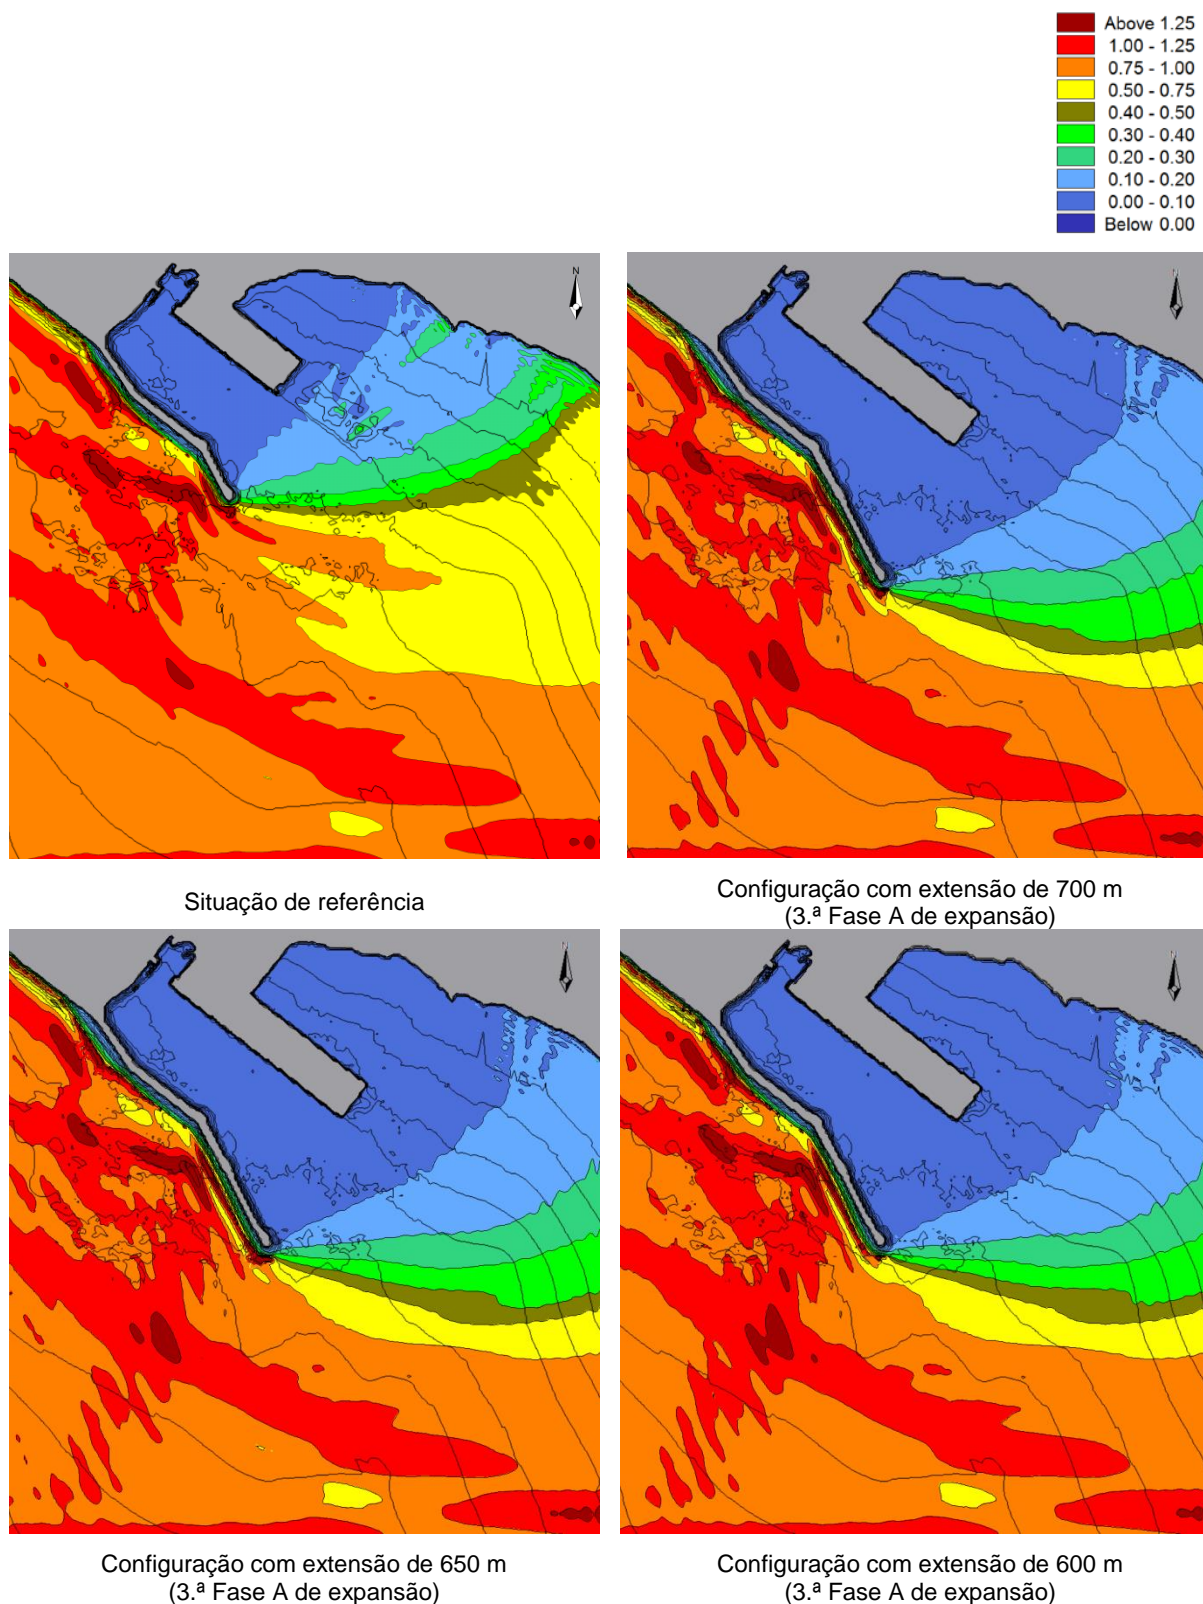 Above 1.25
1.00 - 1.25
0.75 - 1.00
0.50 - 0.75
0.40 - 0.50
0.30 - 0.40
0.20 - 0.30
0.10 - 0.20
0.00 - 0.10
Below 0.00
N
Situação de referência
Configuração com extensão de 700 m
(3.ª Fase A de expansão)
Configuração com extensão de 650 m
(3.ª Fase A de expansão)
Configuração com extensão de 600 m
(3.ª Fase A de expansão)